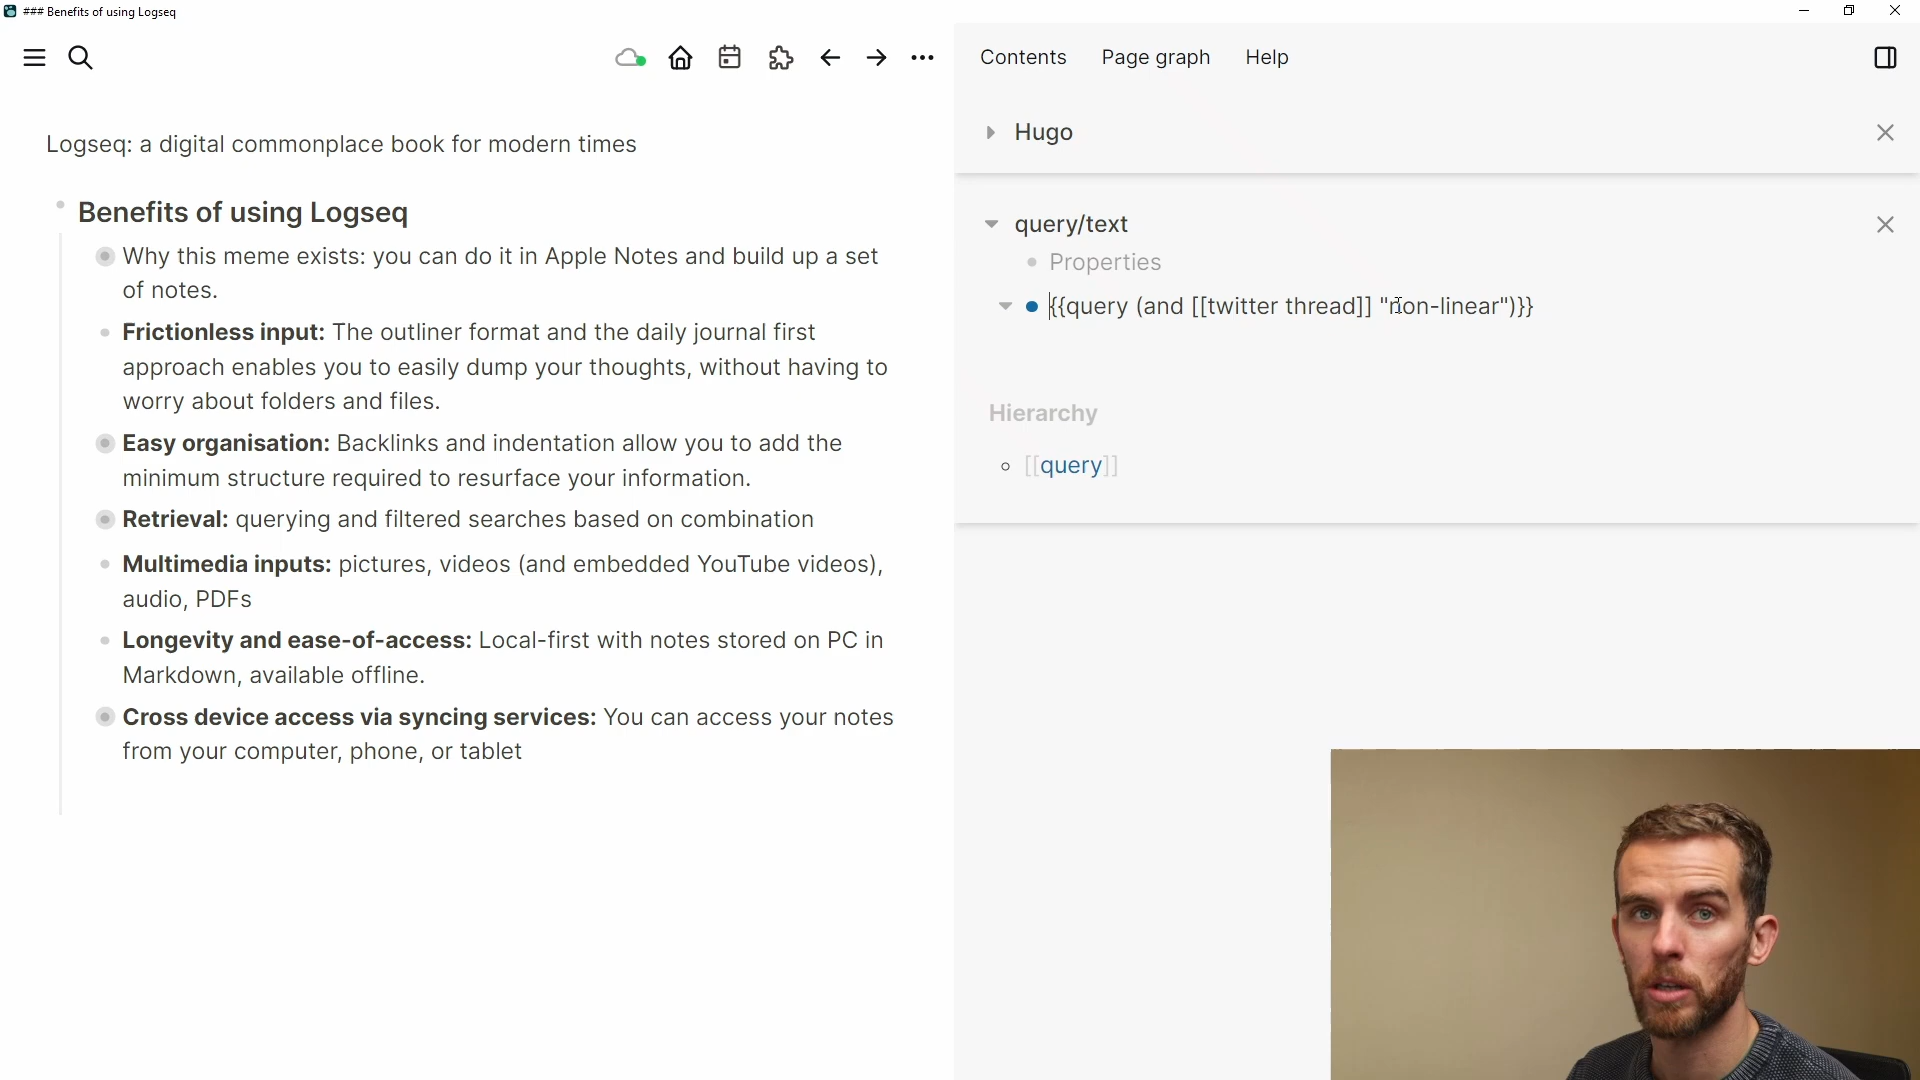 ### Benefits of using Logseq
Contents Page graph Help
Logseq: a digital commonplace book for modern times
Benefits of using Logseq
Why this meme exists: you can do it in Apple Notes and build up a set
of notes.
Frictionless input: The outliner format and the daily journal first
approach enables you to easily dump your thoughts, without having to
worry about folders and files.
Easy organisation: Backlinks and indentation allow you to add the
minimum structure required to resurface your information.
Retrieval: querying and filtered searches based on combination
Multimedia inputs: pictures, videos (and embedded YouTube videos),
audio, PDFs
Longevity and ease-of-access: Local-first with notes stored on PC in
Markdown, available offline.
Cross device access via syncing services: You can access your notes
from your computer, phone, or tablet
Hugo
query/text
Properties
{{query (and [[twitter thread]] "non-linear")}}
Hierarchy
[[query]]